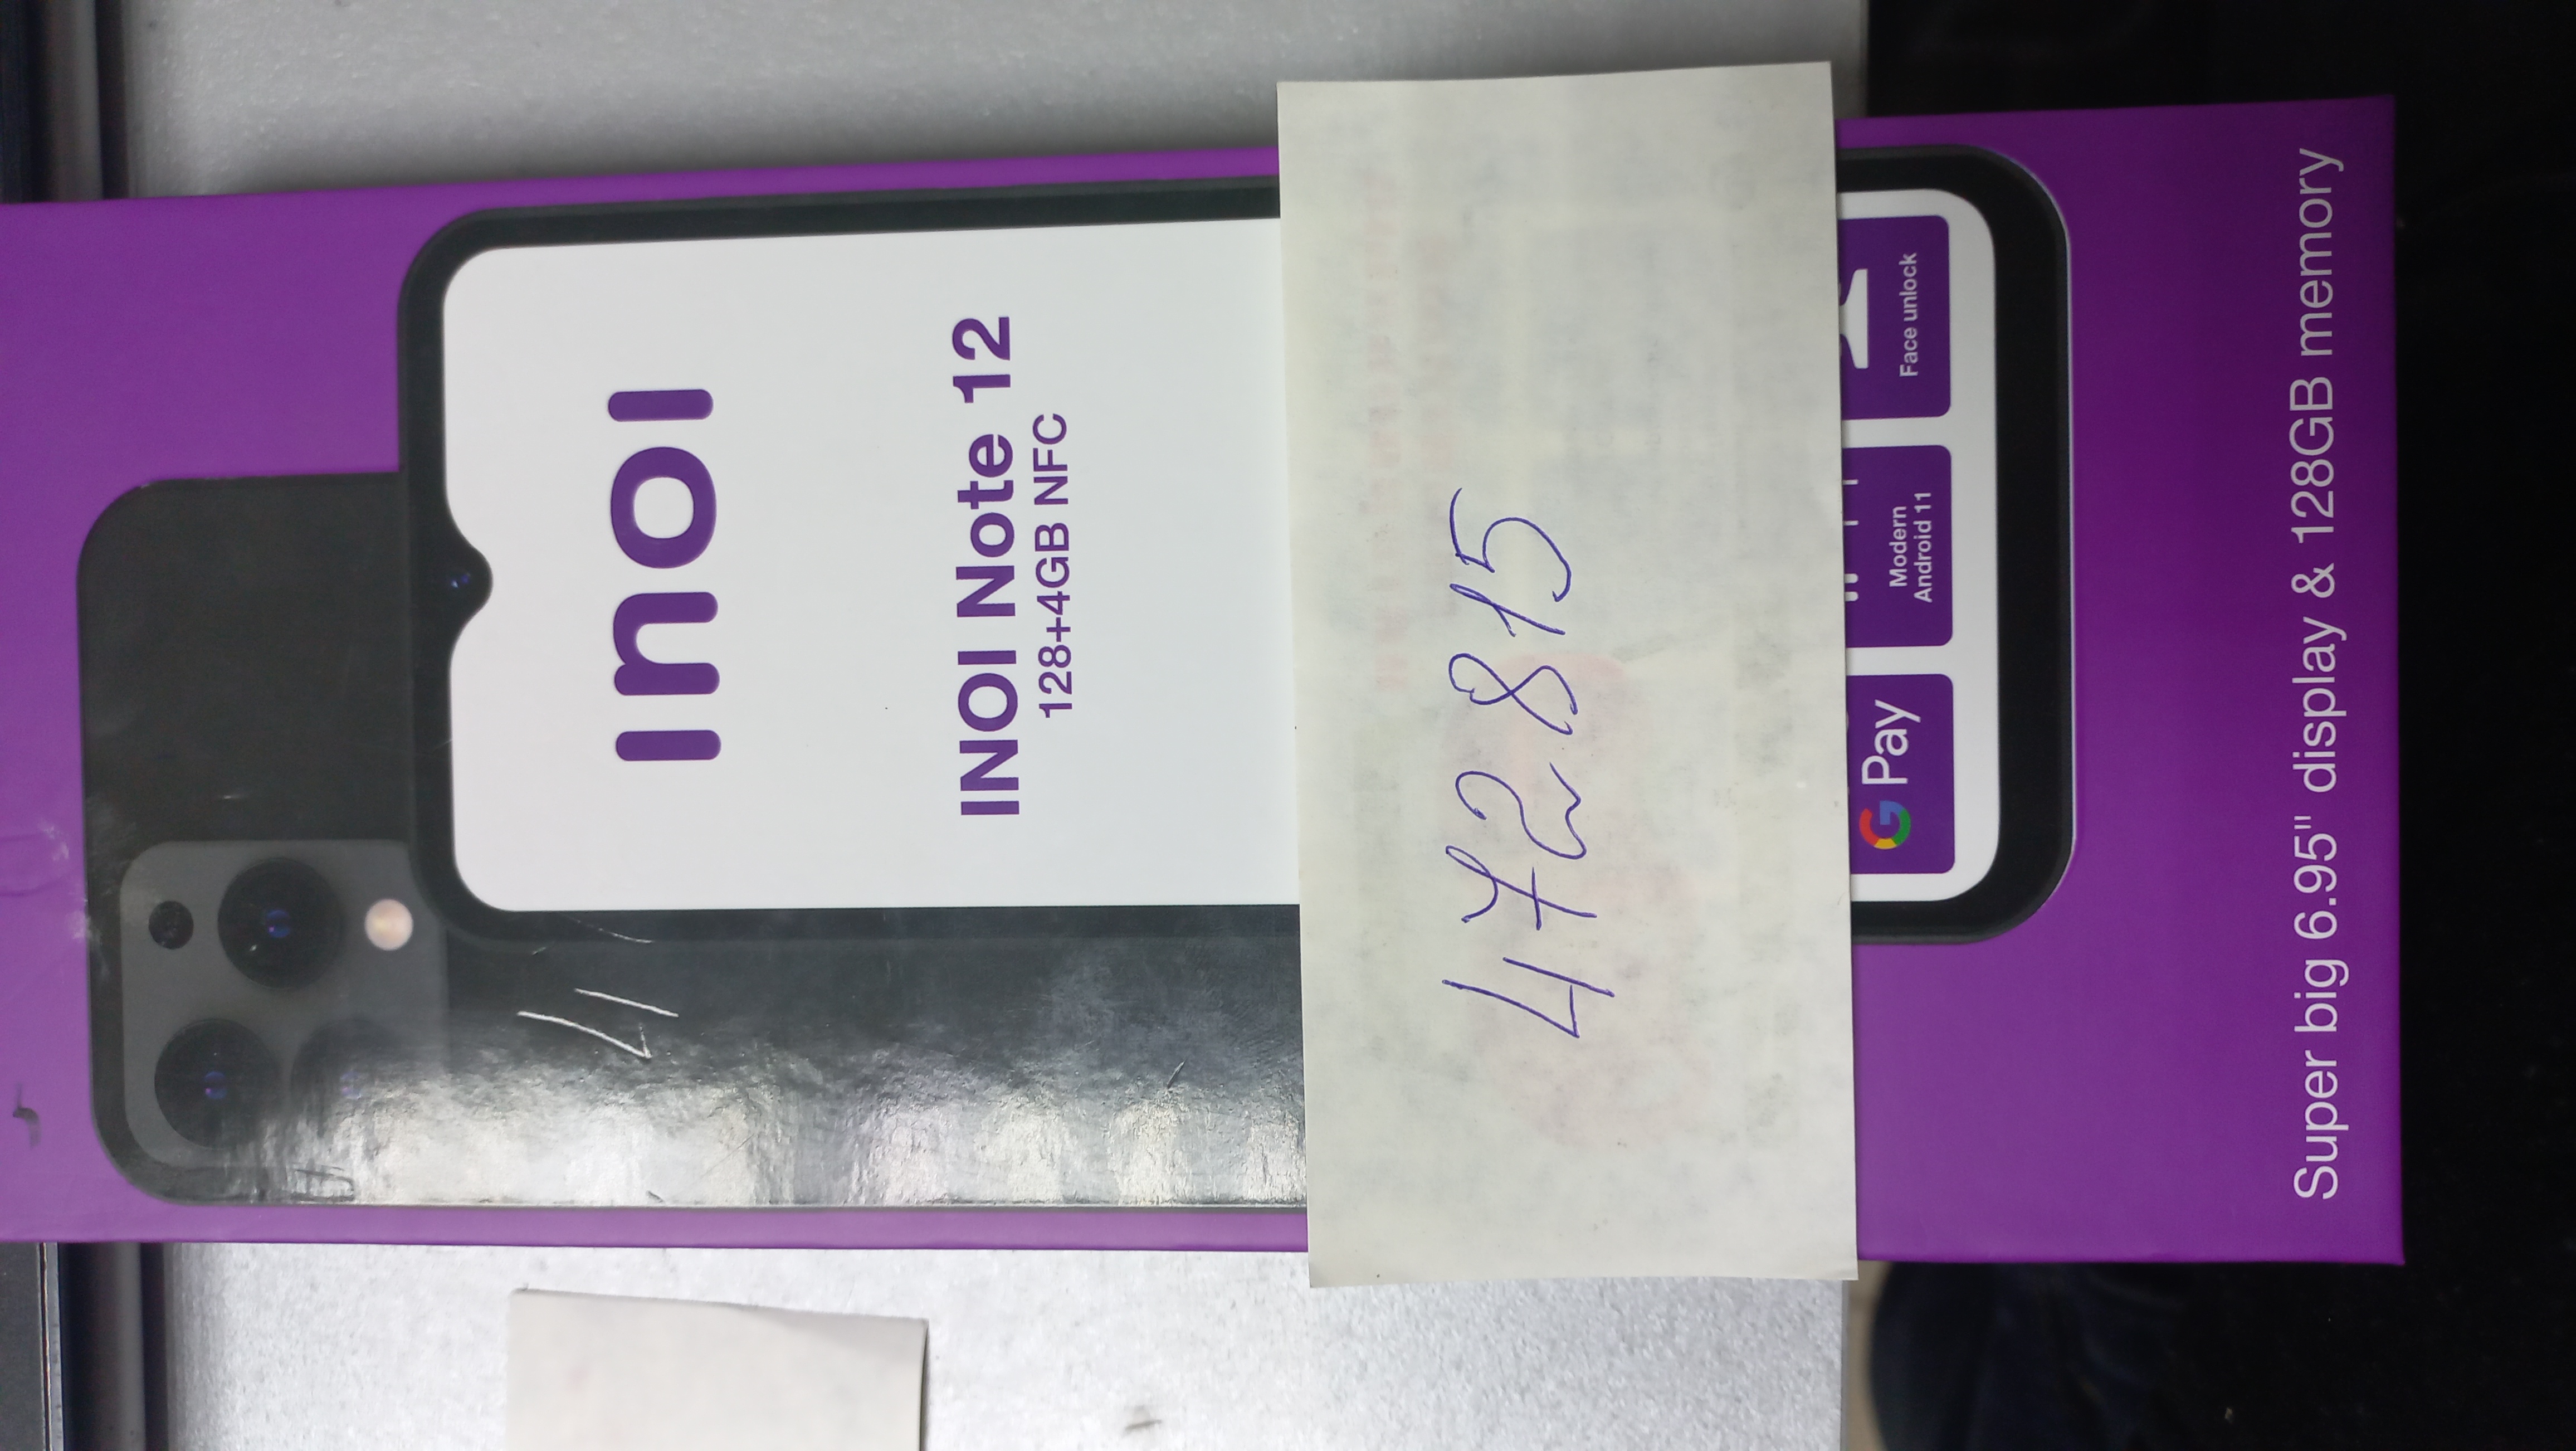 INOI
INOI Note 12
128+4GB NFC
472815
G Pay
Modern
Android 11
Face unlock
Super big 6.95" display & 128GB memory